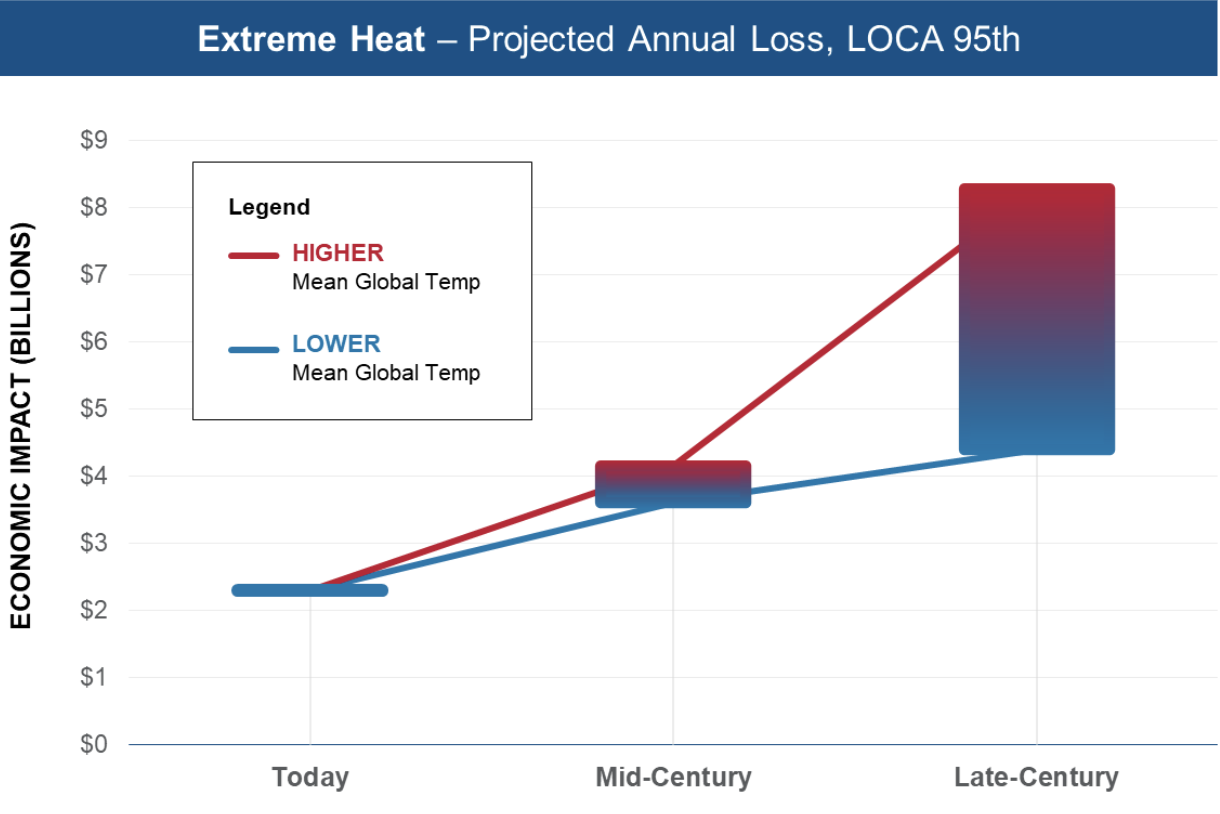 Extreme Heat – Projected Annual Loss, LOCA 95th
ECONOMIC IMPACT (BILLIONS)
$9
$8
$7
$6
$5
$4
$3
$2
$1
$0
Legend
HIGHER
Mean Global Temp
LOWER
Mean Global Temp
Today
Mid-Century
Late-Century